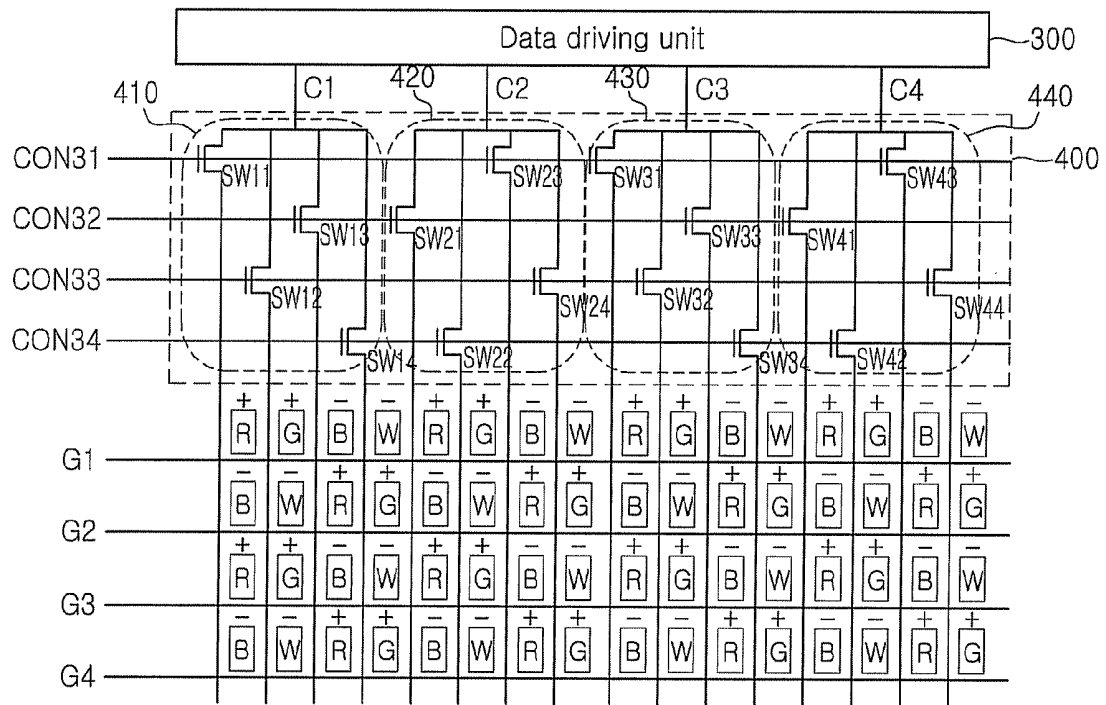 Data driving unit
300
C1
420
C2
430
C3
C4
410
440
CON31
SW11
SW23
SW31
SW43
400
CON32
SW13
SW21
SW33
SW41
CON33
SW12
SW24
SW32
SW44
CON34
SW14
SW22
SW34
SW42
+ + − − + + − − + + − − + + − −
R G B W R G B W R G B W R G B W
G1
− − + + − − + + − − + + − − + +
B W R G B W R G B W R G B W R G
G2
+ + − − + + − − + + − − + + − −
R G B W R G B W R G B W R G B W
G3
− − + + − − + + − − + + − − + +
B W R G B W R G B W R G B W R G
G4